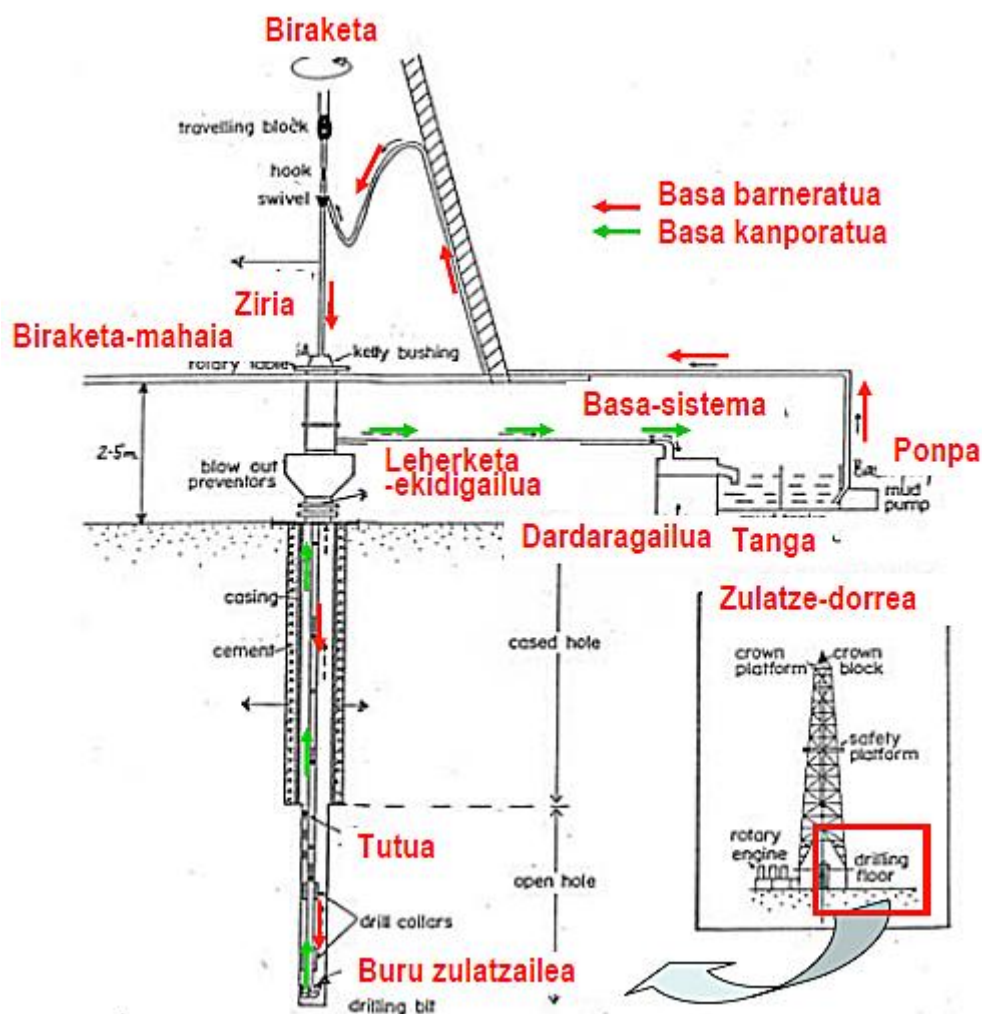 Biraketa
travelling block
hook
swivel
Basa barneratua
Basa kanporatua
Ziria
Biraketa-mahaia
kelly bushing
rotary table
Basa-sistema
2-5m
blow out
preventors
Leherketa
-ekidigailua
Ponpa
mud
pump
Dardaragailua
Tanga
casing
cement
cased hole
Zulatze-dorrea
crown
platform
crown
block
safety
platform
rotary
engine
drilling
floor
Tutua
open hole
drill collars
Buru zulatzailea
drilling bit